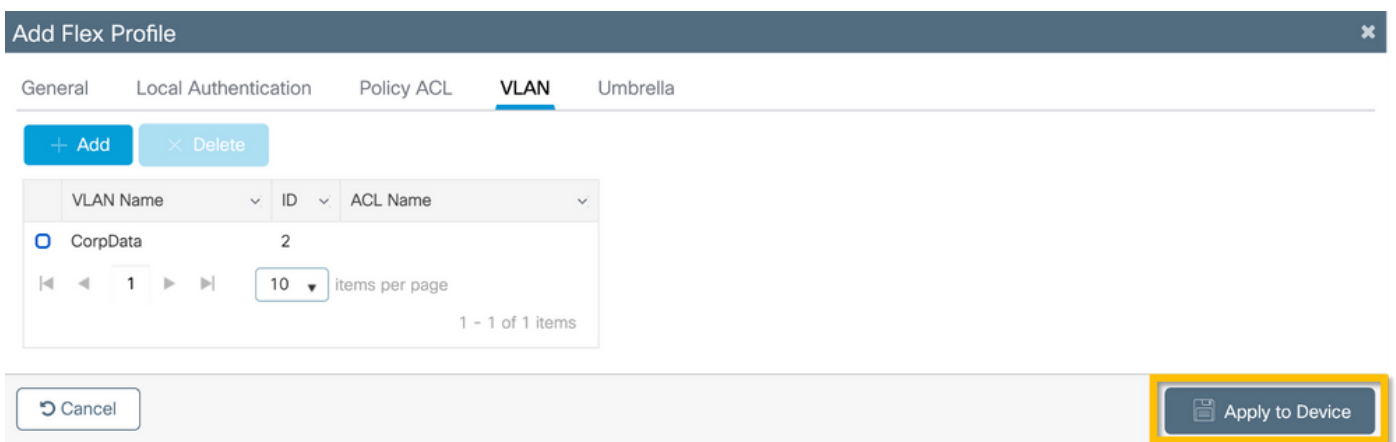 Add Flex Profile
General Local Authentication Policy ACL VLAN Umbrella
+ Add × Delete
VLAN Name ID ACL Name
CorpData 2
1 10 items per page
1 - 1 of 1 items
Cancel Apply to Device